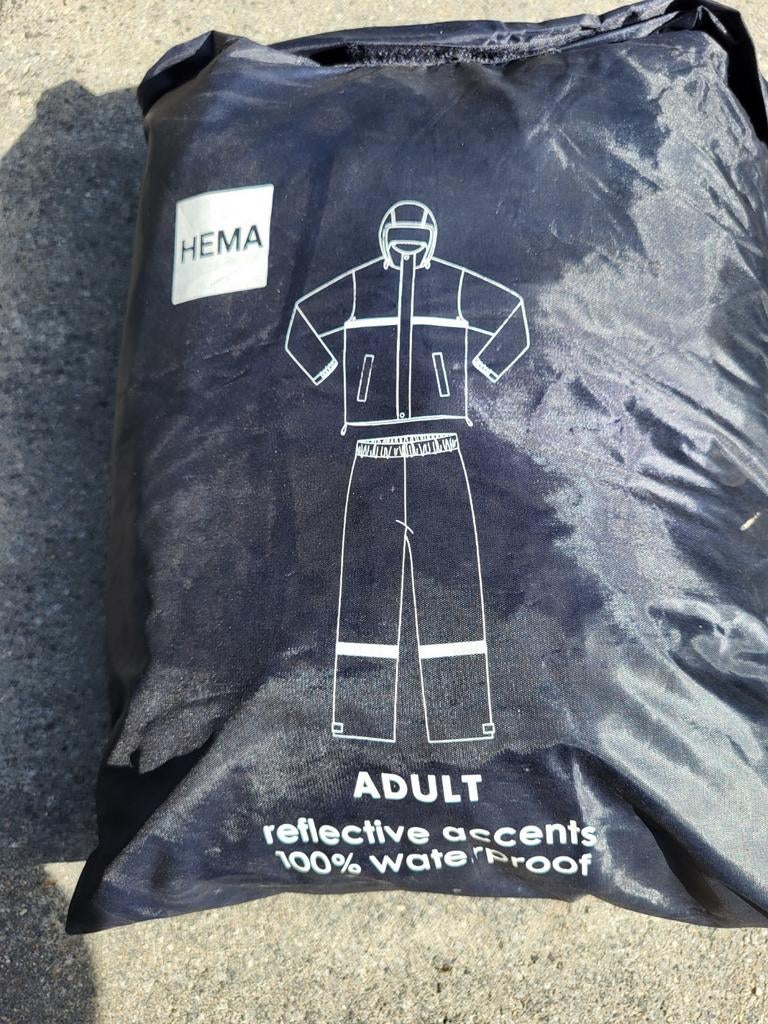 HEMA
ADULT
reflective accents
100% waterproof